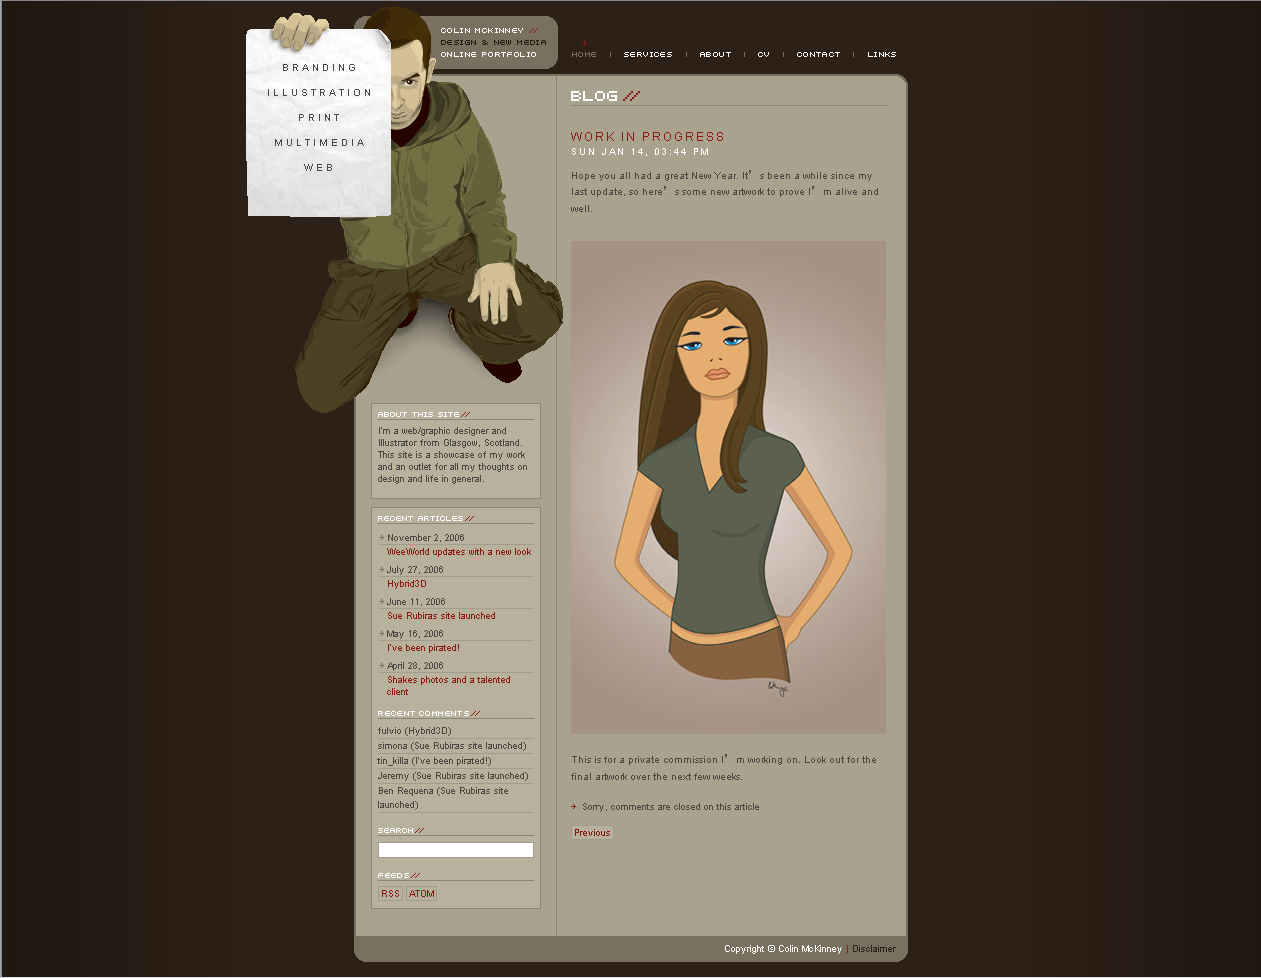 BRANDING
ILLUSTRATION
PRINT
MULTIMEDIA
WEB
COLIN MCKINNEY //
DESIGN & NEW MEDIA
ONLINE PORTFOLIO
HOME | SERVICES | ABOUT | CV | CONTACT | LINKS
BLOG //
WORK IN PROGRESS
SUN JAN 14, 03:44 PM
Hope you all had a great New Year. It’s been a while since my
last update, so here’s some new artwork to prove I’m alive and
well.
This is for a private commission I’m working on. Look out for the
final artwork over the next few weeks.
Sorry, comments are closed on this article
Previous
ABOUT THIS SITE//
I'm a web/graphic designer and
Illustrator from Glasgow, Scotland.
This site is a showcase of my work
and an outlet for all my thoughts on
design and life in general.
RECENT ARTICLES//
November 2, 2006
WeeWorld updates with a new look
July 27, 2006
Hybrid3D
June 11, 2006
Sue Rubiras site launched
May 16, 2006
I've been pirated!
April 28, 2006
Shakes photos and a talented
client
RECENT COMMENTS//
fulvio (Hybrid3D)
simona (Sue Rubiras site launched)
tin_killa (I've been pirated!)
Jeremy (Sue Rubiras site launched)
Ben Requena (Sue Rubiras site
launched)
SEARCH//
FEEDS//
RSS ATOM
Copyright © Colin McKinney | Disclaimer